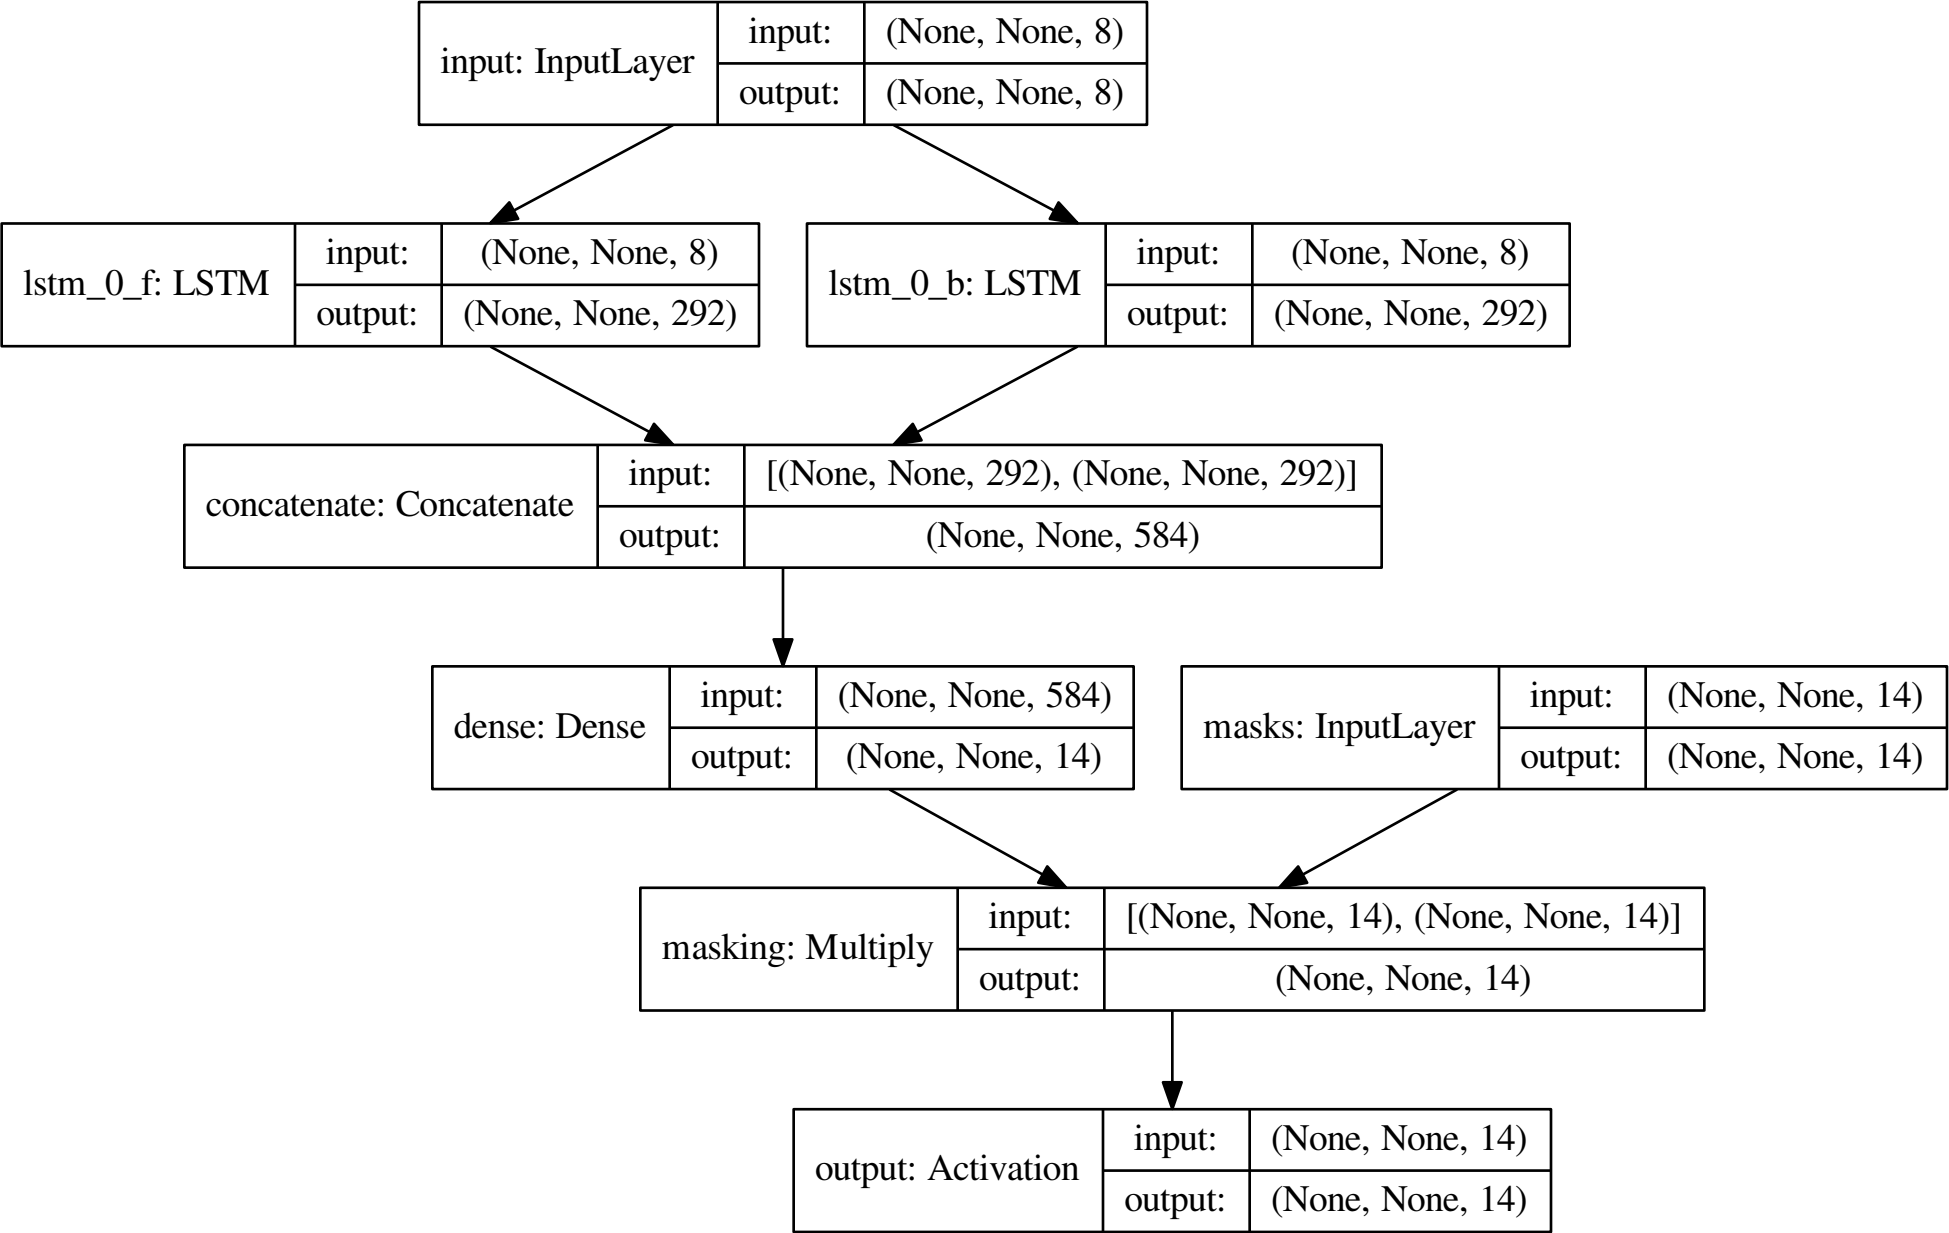 input: InputLayer
input:
(None, None, 8)
output:
(None, None, 8)
lstm_0_f: LSTM
input:
(None, None, 8)
output:
(None, None, 292)
lstm_0_b: LSTM
input:
(None, None, 8)
output:
(None, None, 292)
concatenate: Concatenate
input:
[(None, None, 292), (None, None, 292)]
output:
(None, None, 584)
dense: Dense
input:
(None, None, 584)
output:
(None, None, 14)
masks: InputLayer
input:
(None, None, 14)
output:
(None, None, 14)
masking: Multiply
input:
[(None, None, 14), (None, None, 14)]
output:
(None, None, 14)
output: Activation
input:
(None, None, 14)
output:
(None, None, 14)